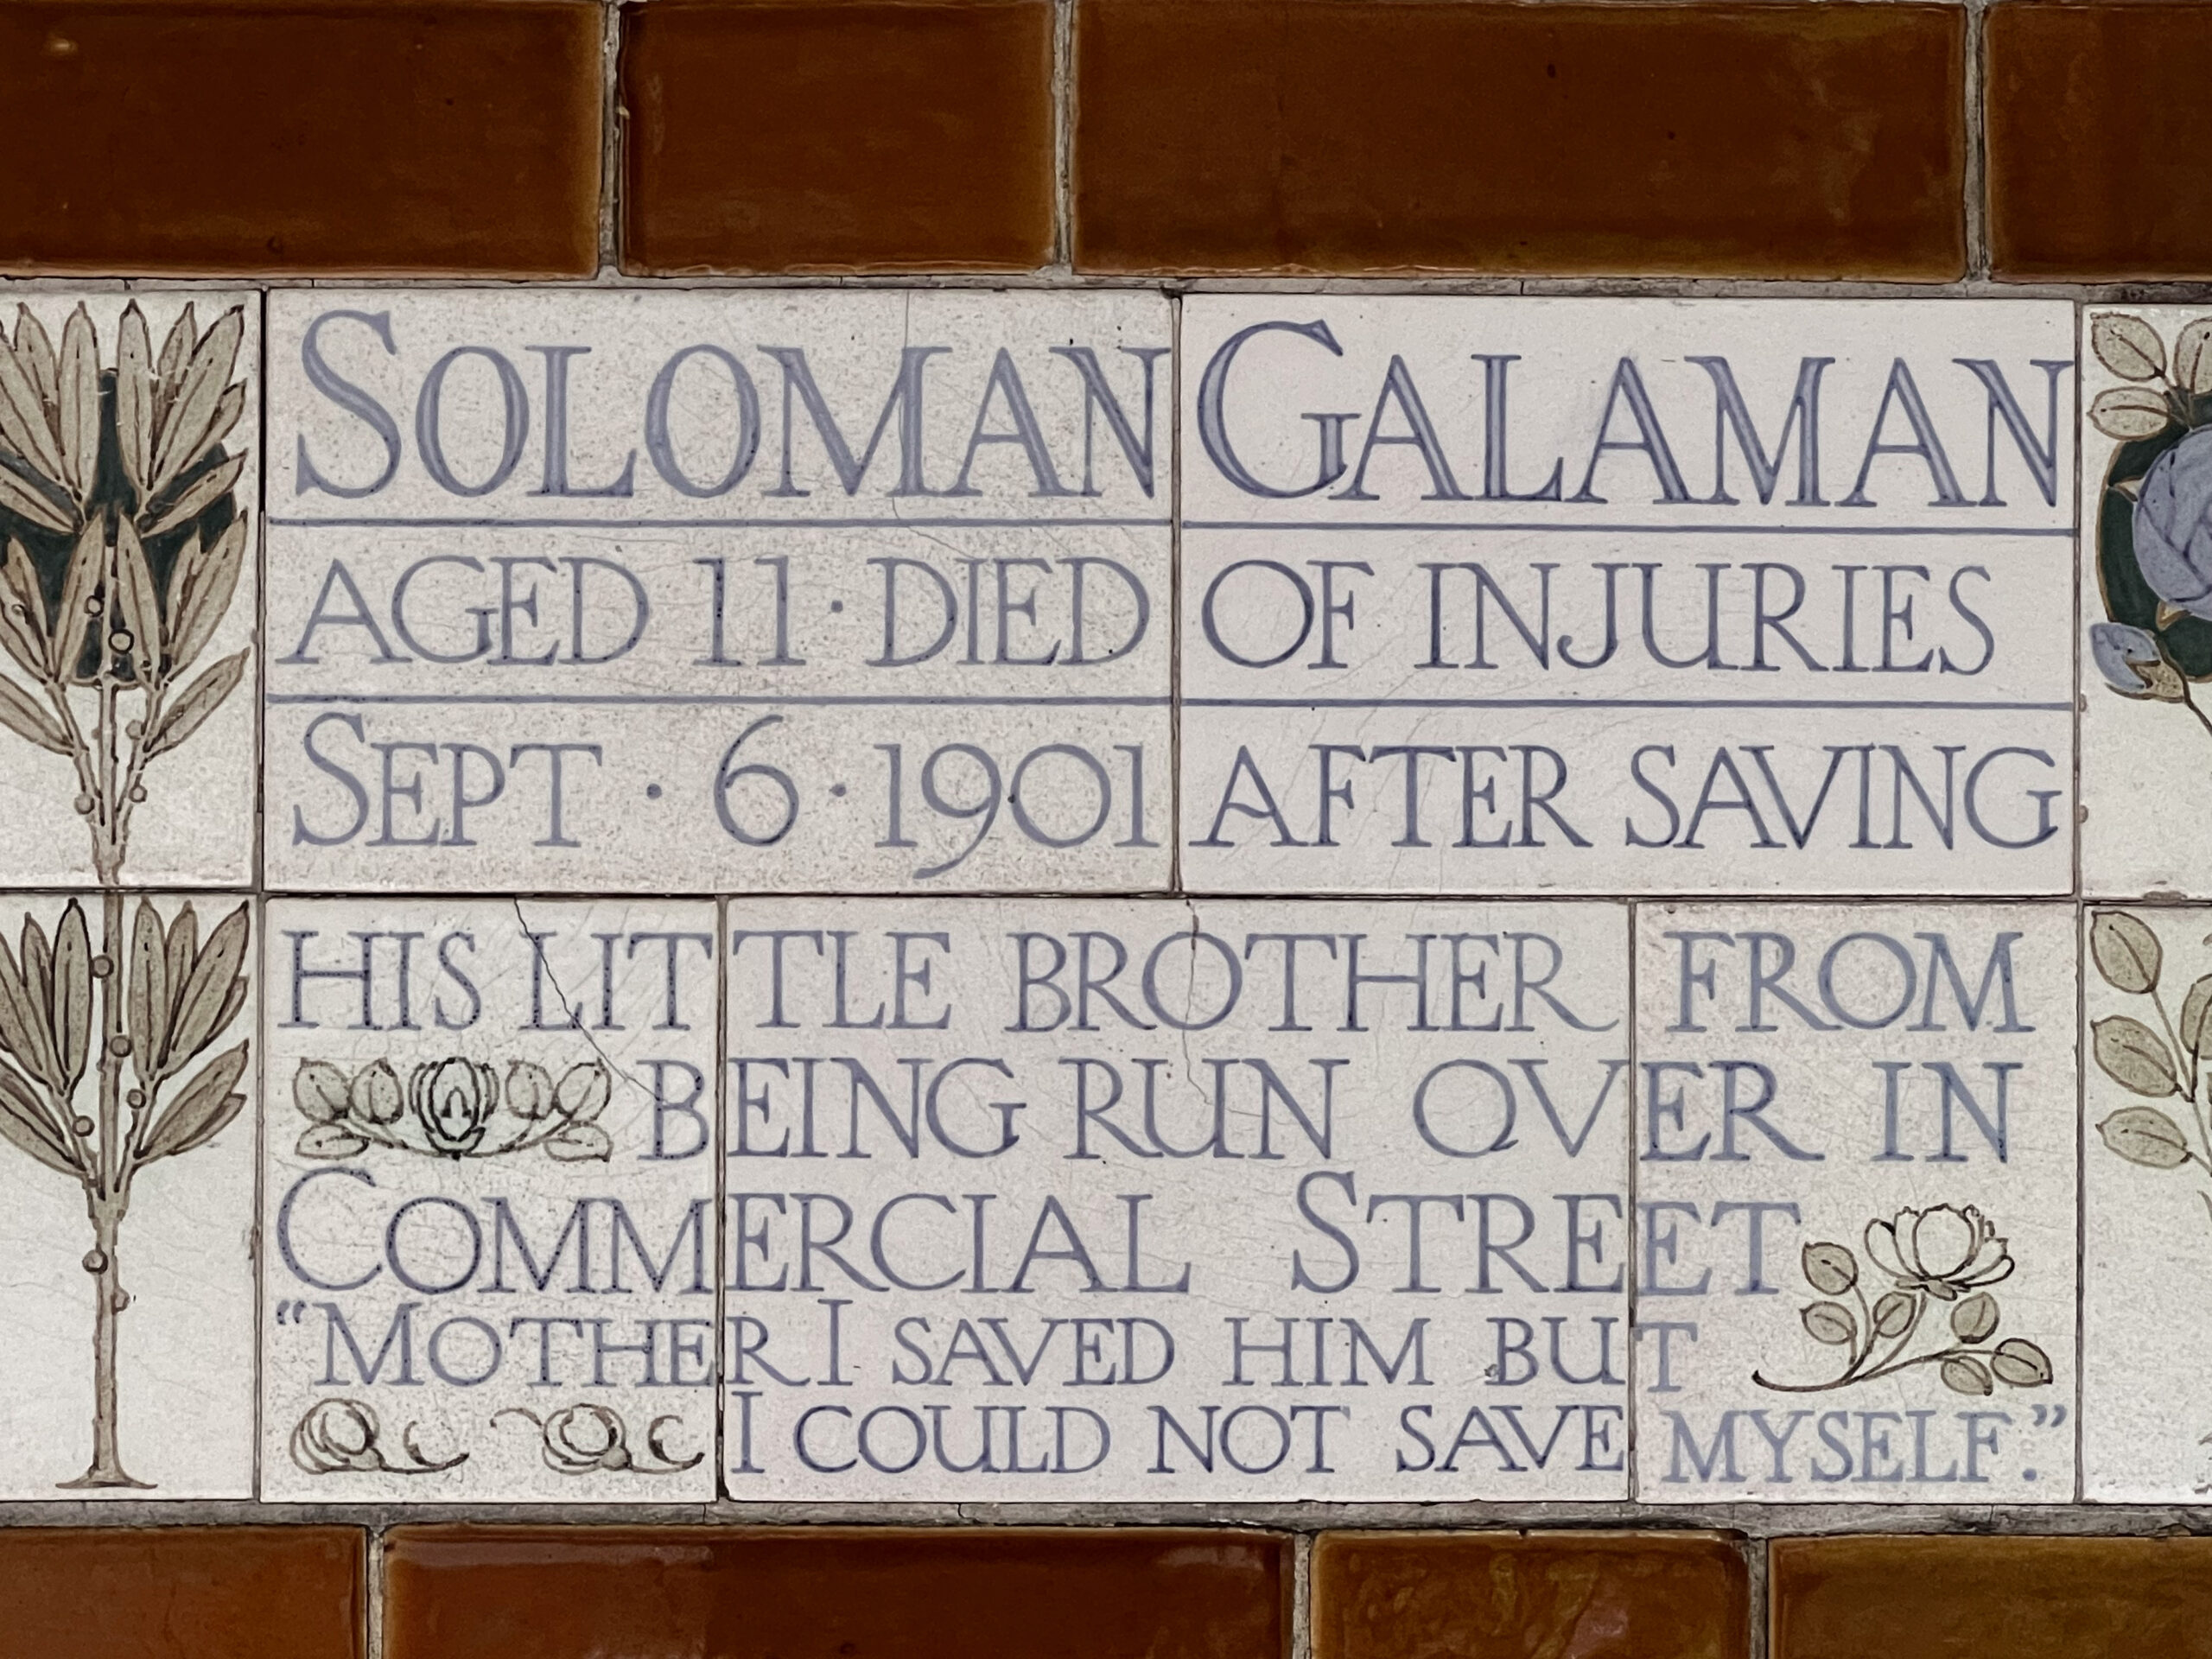 SOLOMAN GALAMAN
AGED 11 · DIED OF INJURIES
SEPT · 6 · 1901 AFTER SAVING
HIS LITTLE BROTHER FROM
BEING RUN OVER IN
COMMERCIAL STREET
“MOTHER I SAVED HIM BUT
I COULD NOT SAVE MYSELF.”